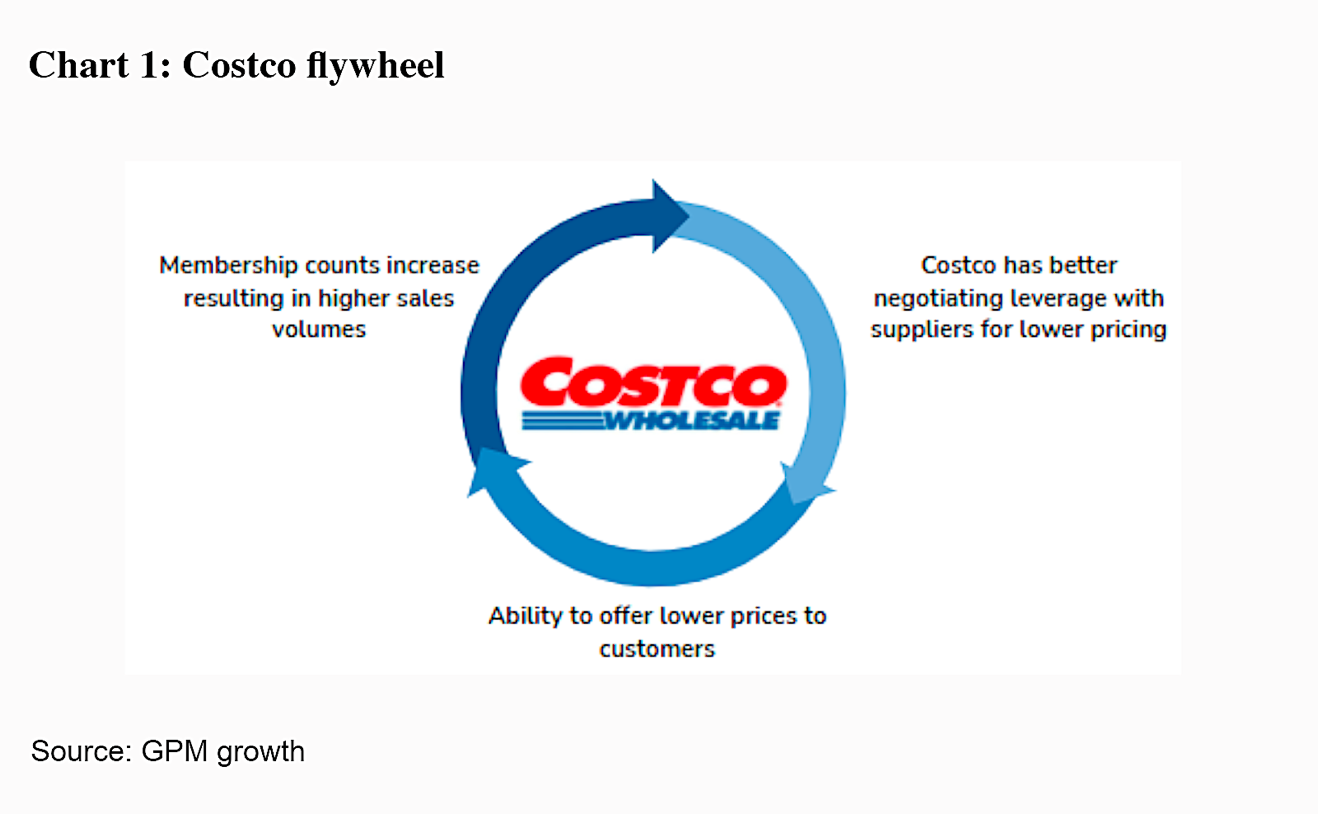 Chart 1: Costco flywheel
Membership counts increase
resulting in higher sales
volumes
Costco has better
negotiating leverage with
suppliers for lower pricing
COSTCO
WHOLESALE
Ability to offer lower prices to
customers
Source: GPM growth